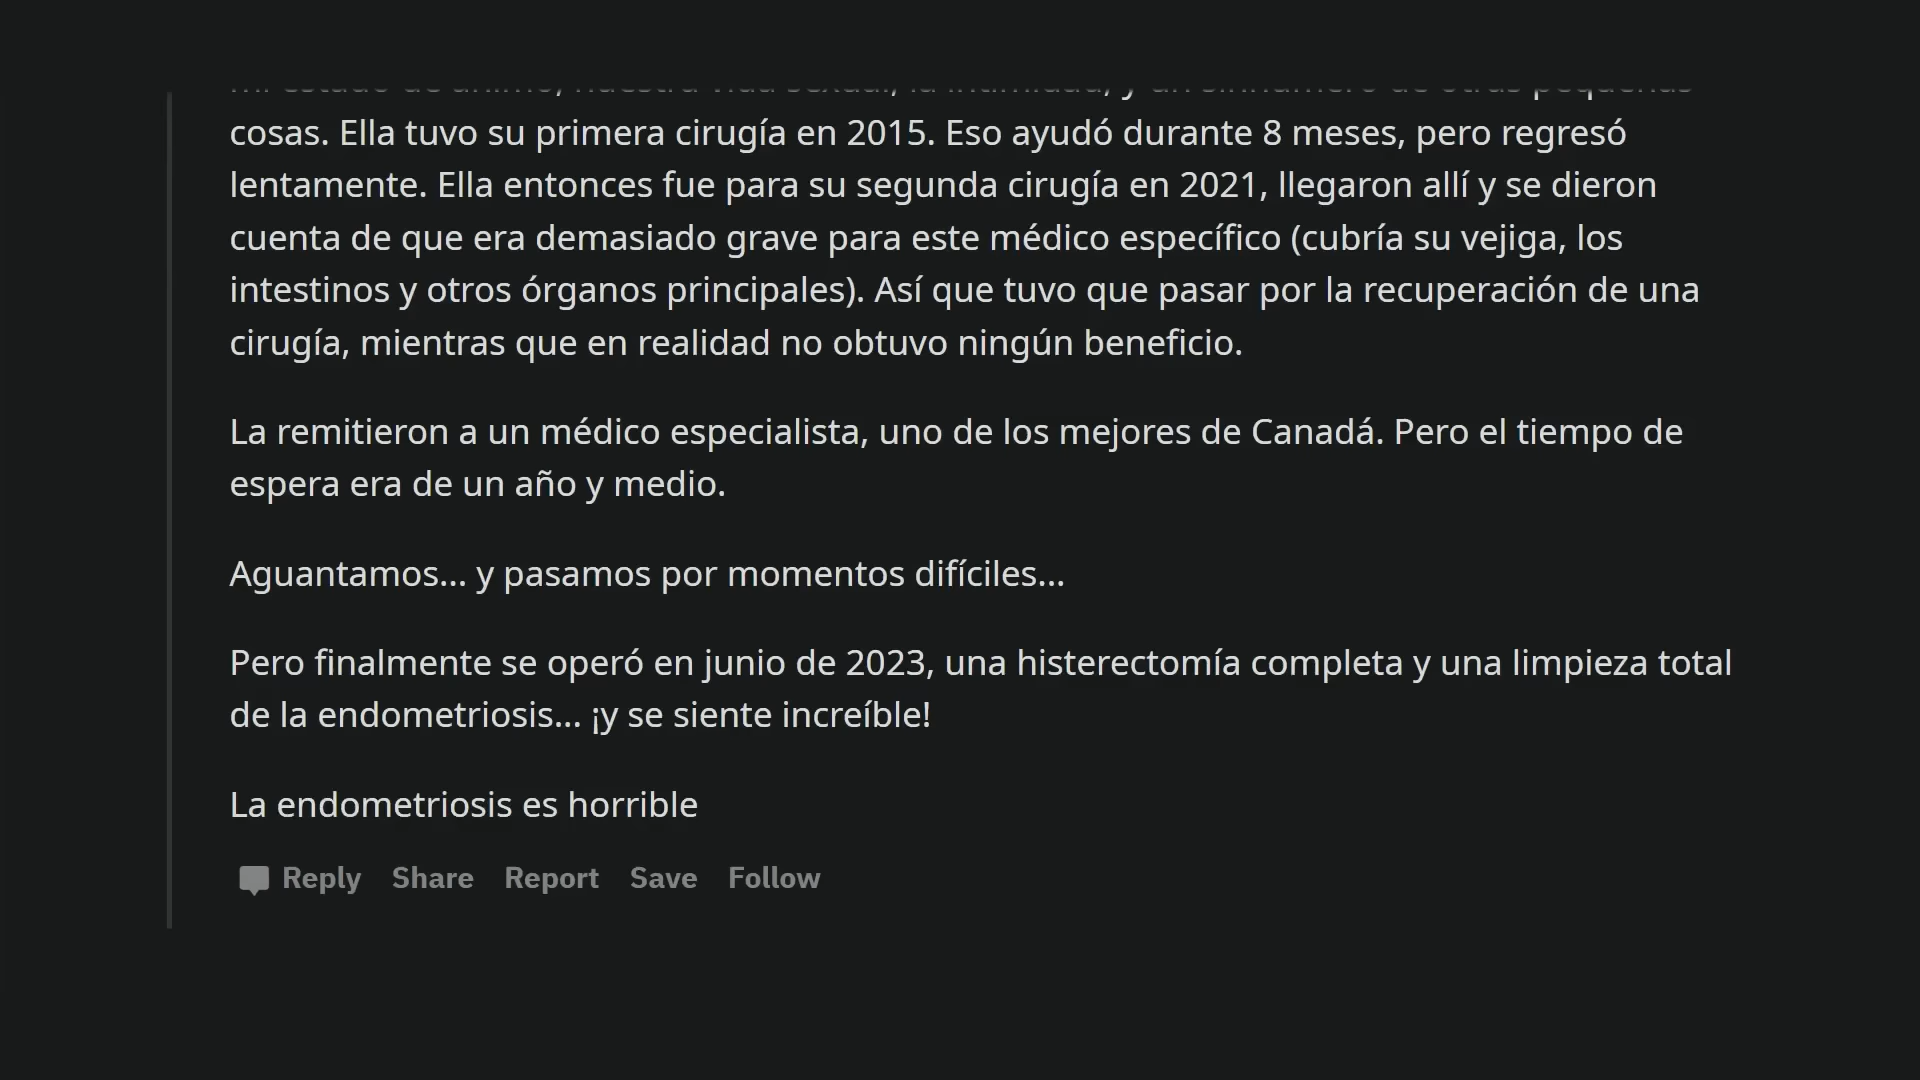 cosas. Ella tuvo su primera cirugía en 2015. Eso ayudó durante 8 meses, pero regresó
lentamente. Ella entonces fue para su segunda cirugía en 2021, llegaron allí y se dieron
cuenta de que era demasiado grave para este médico específico (cubría su vejiga, los
intestinos y otros órganos principales). Así que tuvo que pasar por la recuperación de una
cirugía, mientras que en realidad no obtuvo ningún beneficio.
La remitieron a un médico especialista, uno de los mejores de Canadá. Pero el tiempo de
espera era de un año y medio.
Aguantamos... y pasamos por momentos difíciles...
Pero finalmente se operó en junio de 2023, una histerectomía completa y una limpieza total
de la endometriosis... ¡y se siente increíble!
La endometriosis es horrible
Reply Share Report Save Follow